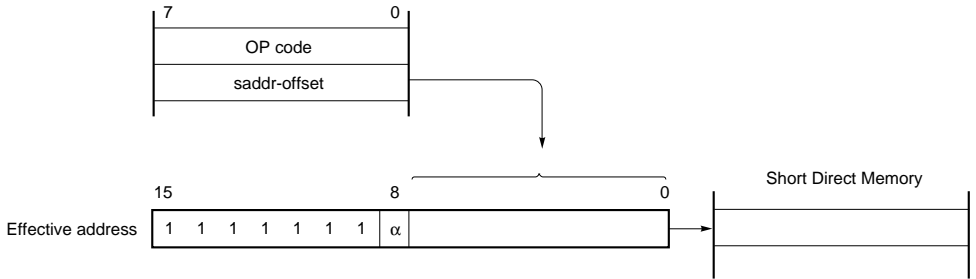 7 0
OP code
saddr-offset
15 8 0
Short Direct Memory
Effective address 1 1 1 1 1 1 1 α